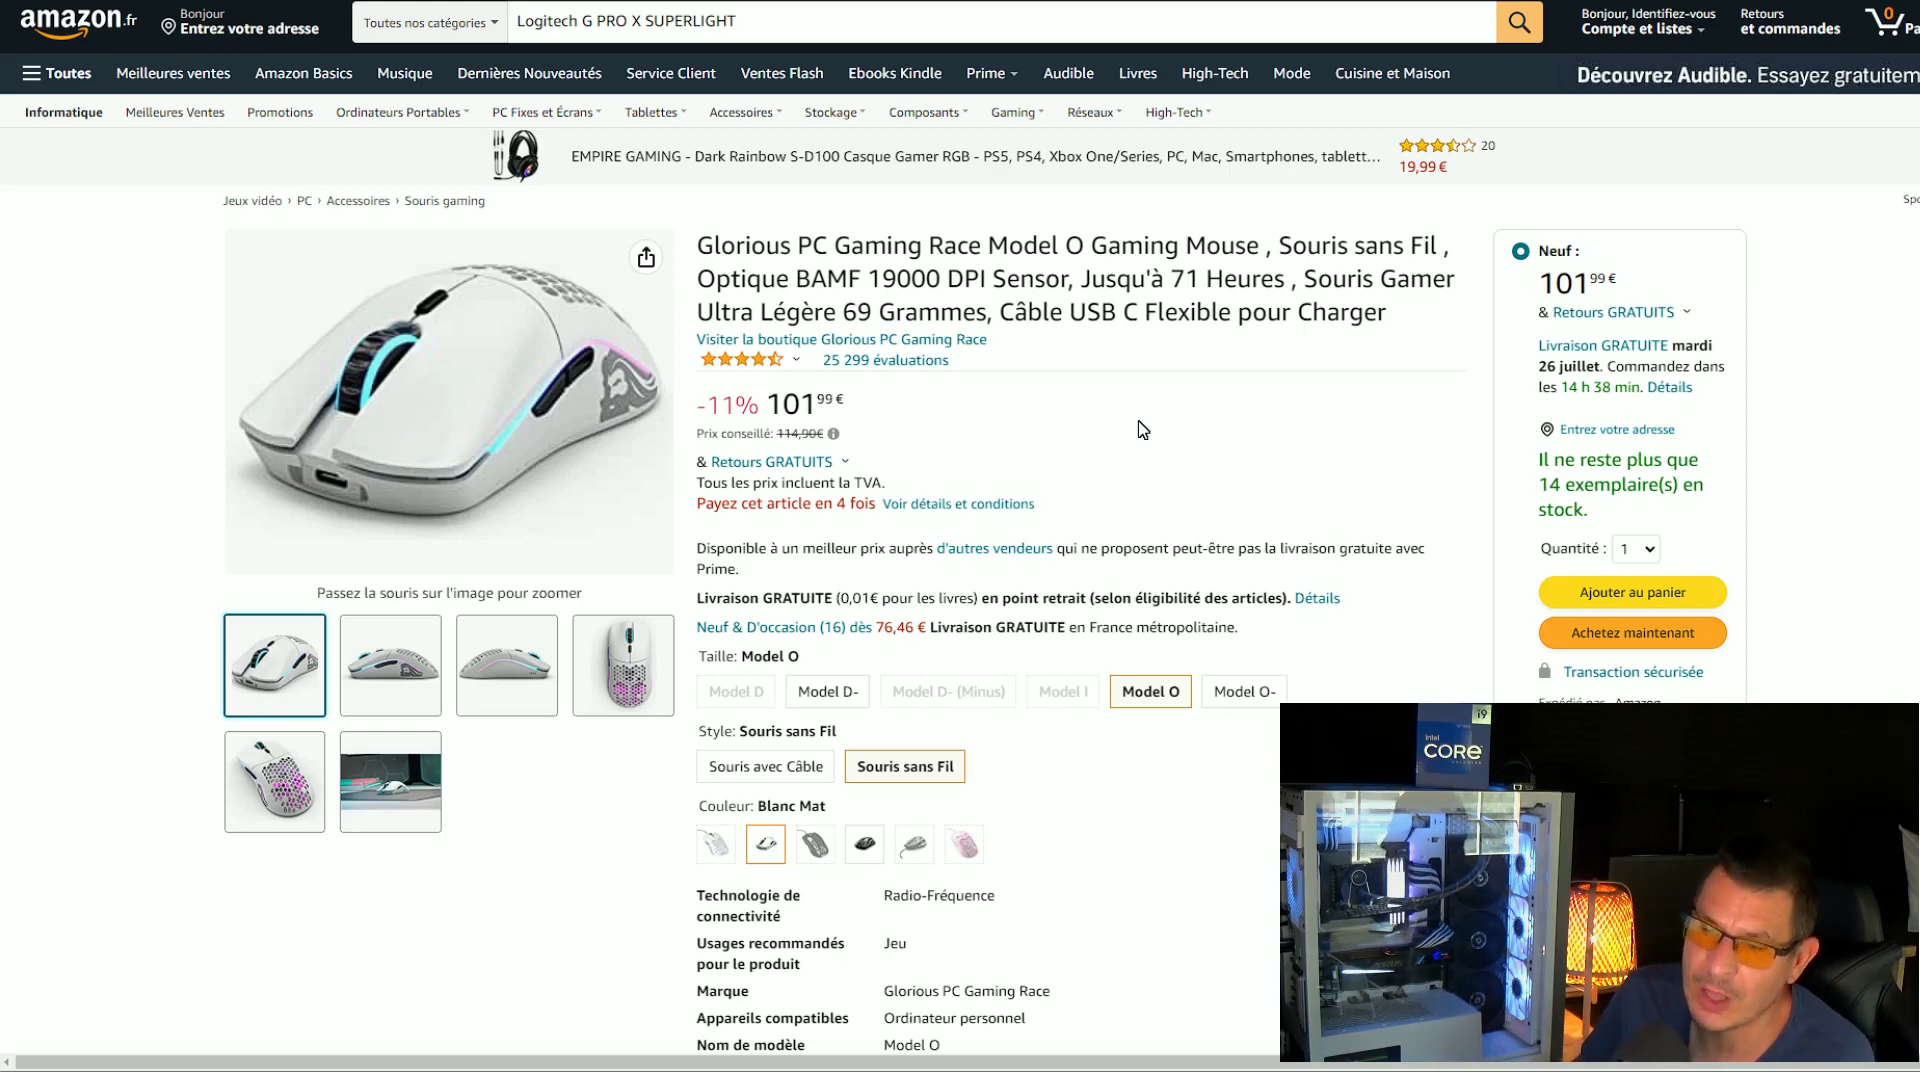 amazon.fr
Bonjour
Entrez votre adresse
Toutes nos catégories
Logitech G PRO X SUPERLIGHT
Bonjour, Identifiez-vous
Compte et listes
Retours
et commandes
0
Pa
Toutes
Meilleures ventes
Amazon Basics
Musique
Dernières Nouveautés
Service Client
Ventes Flash
Ebooks Kindle
Prime
Audible
Livres
High-Tech
Mode
Cuisine et Maison
Découvrez Audible. Essayez gratuitem
Informatique
Meilleures Ventes
Promotions
Ordinateurs Portables
PC Fixes et Écrans
Tablettes
Accessoires
Stockage
Composants
Gaming
Réseaux
High-Tech
EMPIRE GAMING - Dark Rainbow S-D100 Casque Gamer RGB - PS5, PS4, Xbox One/Series, PC, Mac, Smartphones, tablett...
20
19,99 €
Jeux vidéo › PC › Accessoires › Souris gaming
Spo
Glorious PC Gaming Race Model O Gaming Mouse , Souris sans Fil ,
Optique BAMF 19000 DPI Sensor, Jusqu'à 71 Heures , Souris Gamer
Ultra Légère 69 Grammes, Câble USB C Flexible pour Charger
Visiter la boutique Glorious PC Gaming Race
25 299 évaluations
-11% 101 99 €
Prix conseillé: 114,90€
& Retours GRATUITS
Tous les prix incluent la TVA.
Payez cet article en 4 fois Voir détails et conditions
Disponible à un meilleur prix auprès d'autres vendeurs qui ne proposent peut-être pas la livraison gratuite avec
Prime.
Livraison GRATUITE (0,01€ pour les livres) en point retrait (selon éligibilité des articles). Détails
Neuf & D'occasion (16) dès 76,46 € Livraison GRATUITE en France métropolitaine.
Taille: Model O
Model D
Model D-
Model D- (Minus)
Model I
Model O
Model O-
Style: Souris sans Fil
Souris avec Câble
Souris sans Fil
Couleur: Blanc Mat
Technologie de
connectivité
Radio-Fréquence
Usages recommandés
pour le produit
Jeu
Marque
Glorious PC Gaming Race
Appareils compatibles
Ordinateur personnel
Nom de modèle
Model O
Passez la souris sur l'image pour zoomer
Neuf :
101 99 €
& Retours GRATUITS
Livraison GRATUITE mardi
26 juillet. Commandez dans
les 14 h 38 min. Détails
Entrez votre adresse
Il ne reste plus que
14 exemplaire(s) en
stock.
Quantité : 1
Ajouter au panier
Achetez maintenant
Transaction sécurisée
Expédié par Amazon
i9
intel
CORE